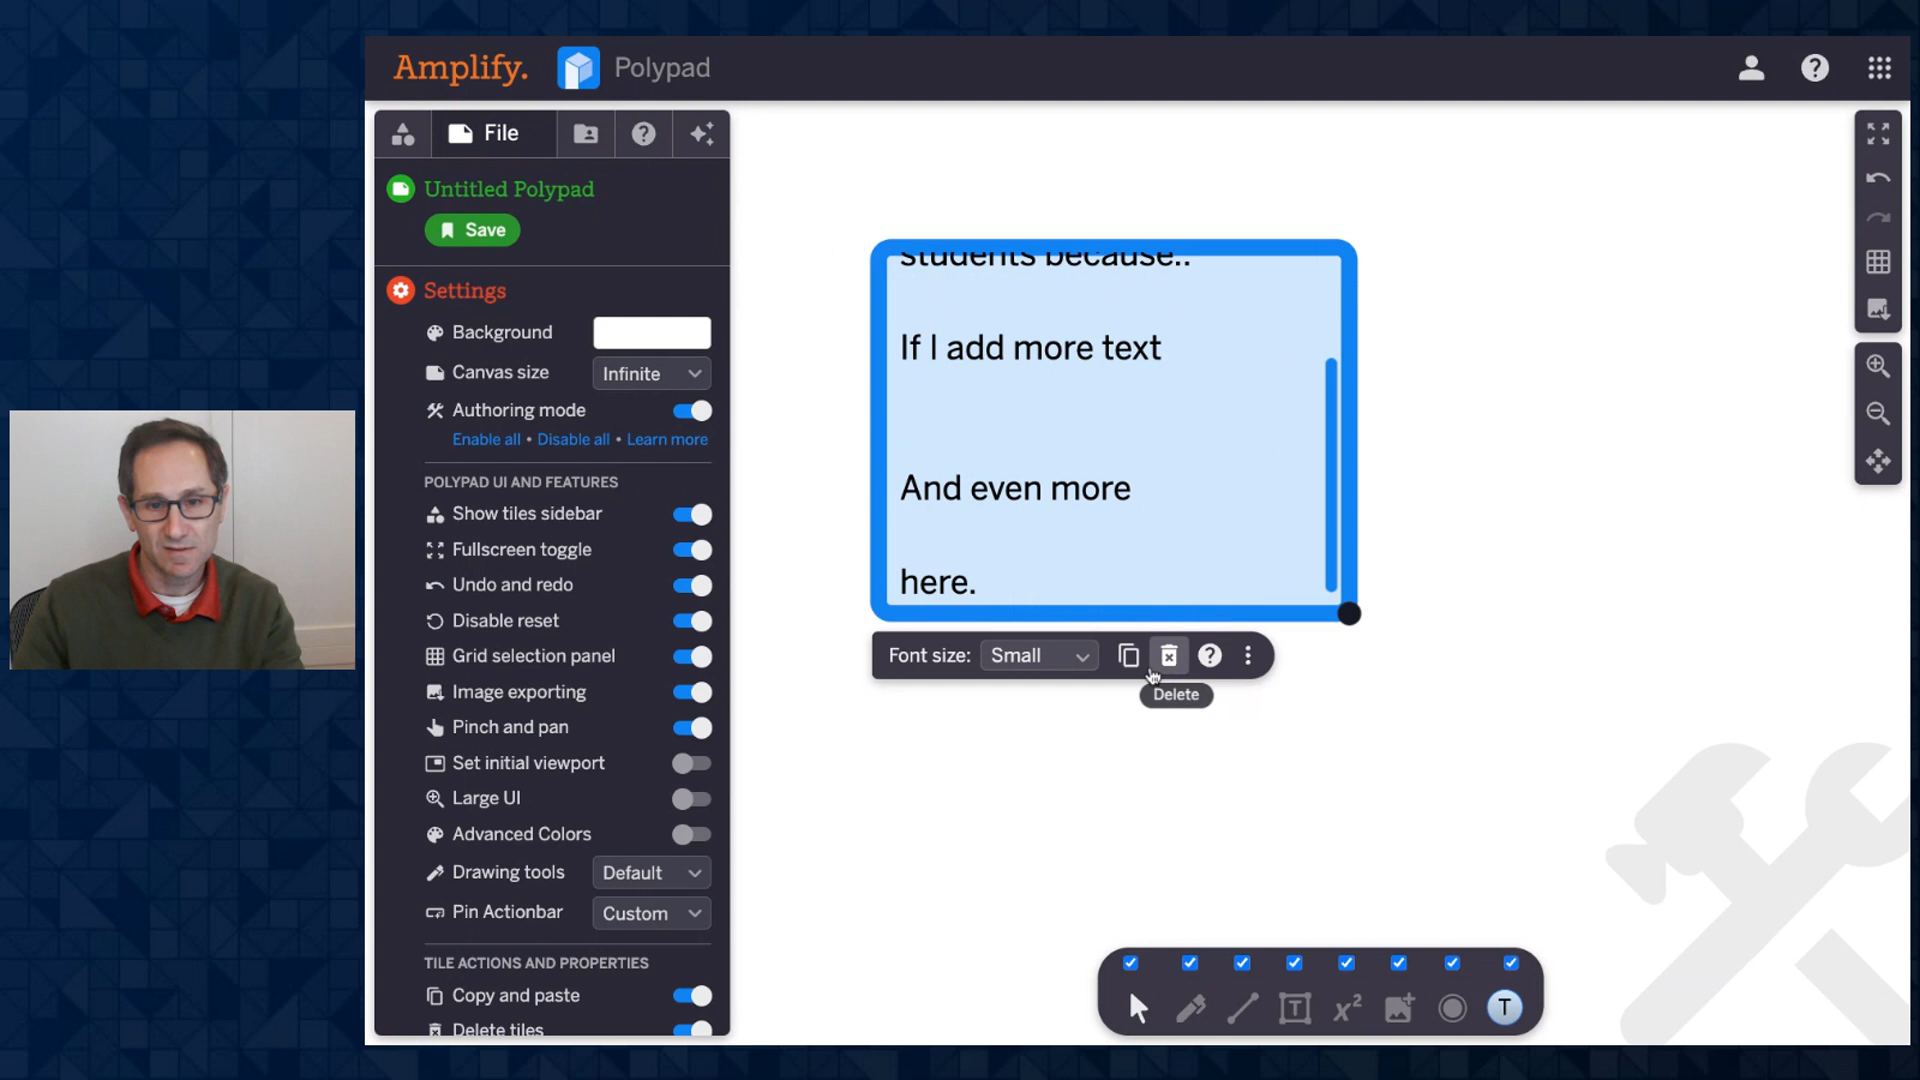 Amplify.
Polypad
File
Untitled Polypad
Save
Settings
Background
Canvas size
Infinite
Authoring mode
Enable all • Disable all • Learn more
POLYPAD UI AND FEATURES
Show tiles sidebar
Fullscreen toggle
Undo and redo
Disable reset
Grid selection panel
Image exporting
Pinch and pan
Set initial viewport
Large UI
Advanced Colors
Drawing tools
Default
Pin Actionbar
Custom
TILE ACTIONS AND PROPERTIES
Copy and paste
Delete tiles
students because..
If I add more text
And even more
here.
Font size:
Small
Delete
T
x²
T